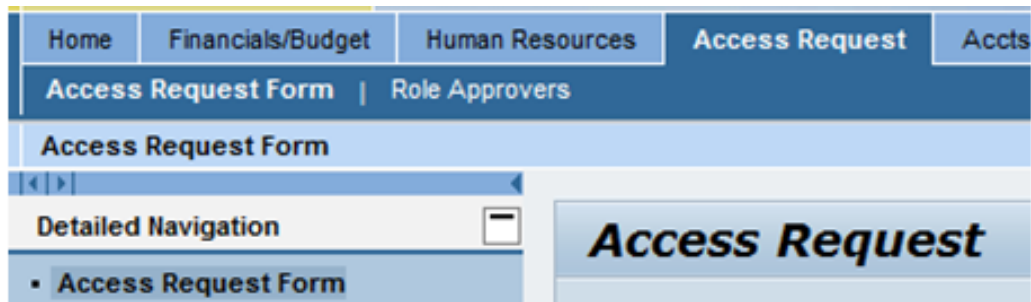 Home Financials/Budget Human Resources Access Request Accts
Access Request Form | Role Approvers
Access Request Form
Detailed Navigation
Access Request
▪ Access Request Form